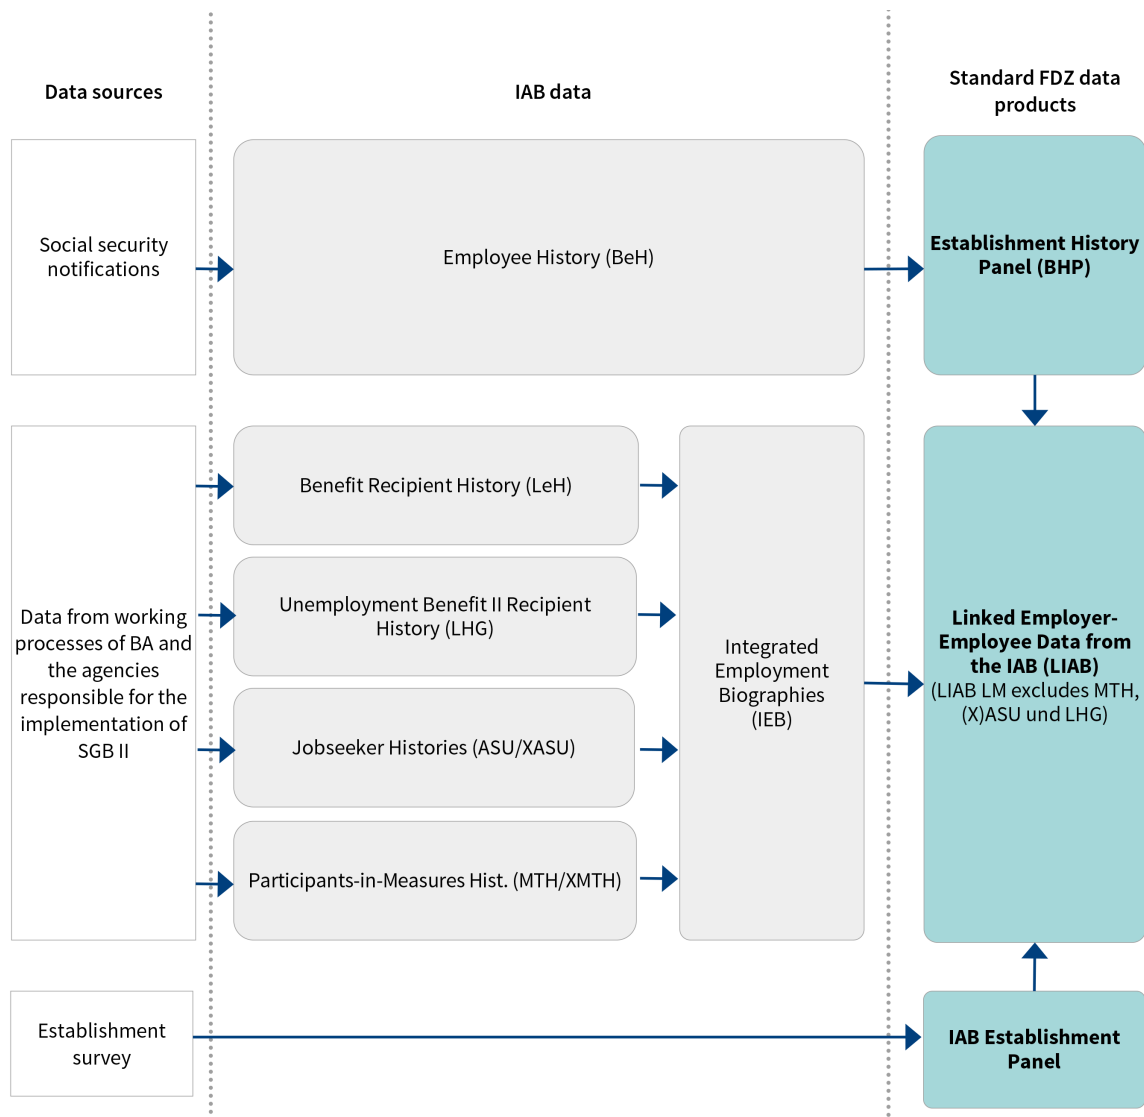 Data sources
IAB data
Standard FDZ data
products
Social security
notifications
Employee History (BeH)
Establishment History
Panel (BHP)
Data from working
processes of BA and
the agencies
responsible for the
implementation of
SGB II
Benefit Recipient History (LeH)
Unemployment Benefit II Recipient
History (LHG)
Jobseeker Histories (ASU/XASU)
Participants-in-Measures Hist. (MTH/XMTH)
Integrated
Employment
Biographies
(IEB)
Linked Employer-
Employee Data from
the IAB (LIAB)
(LIAB LM excludes MTH,
(X)ASU und LHG)
Establishment
survey
IAB Establishment
Panel